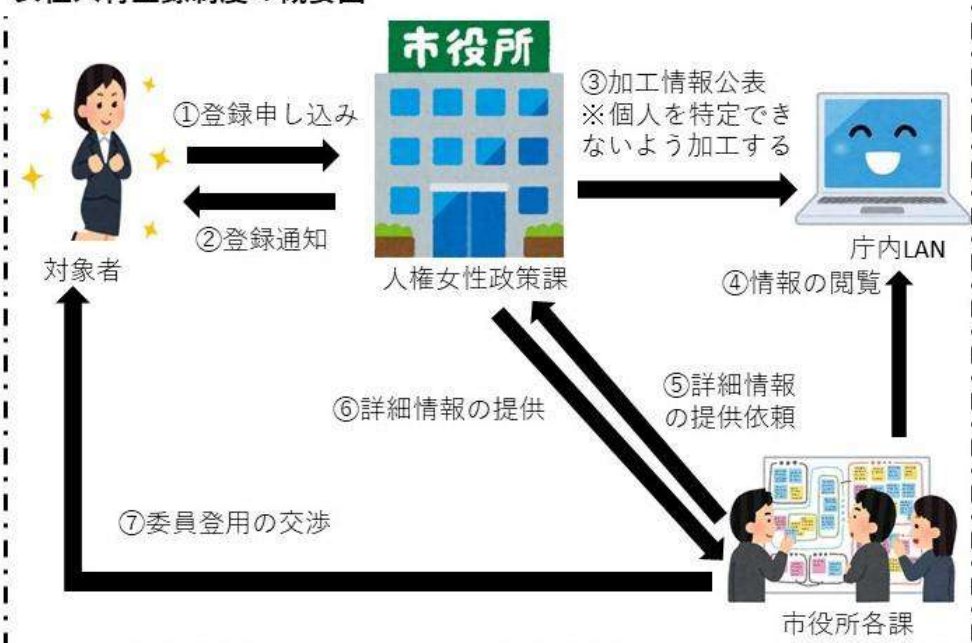 市役所
①登録申し込み
②登録通知
③加工情報公表
※個人を特定でき
ないよう加工する
対象者
人権女性政策課
庁内LAN
④情報の閲覧
⑤詳細情報
の提供依頼
⑥詳細情報の提供
⑦委員登用の交渉
市役所各課